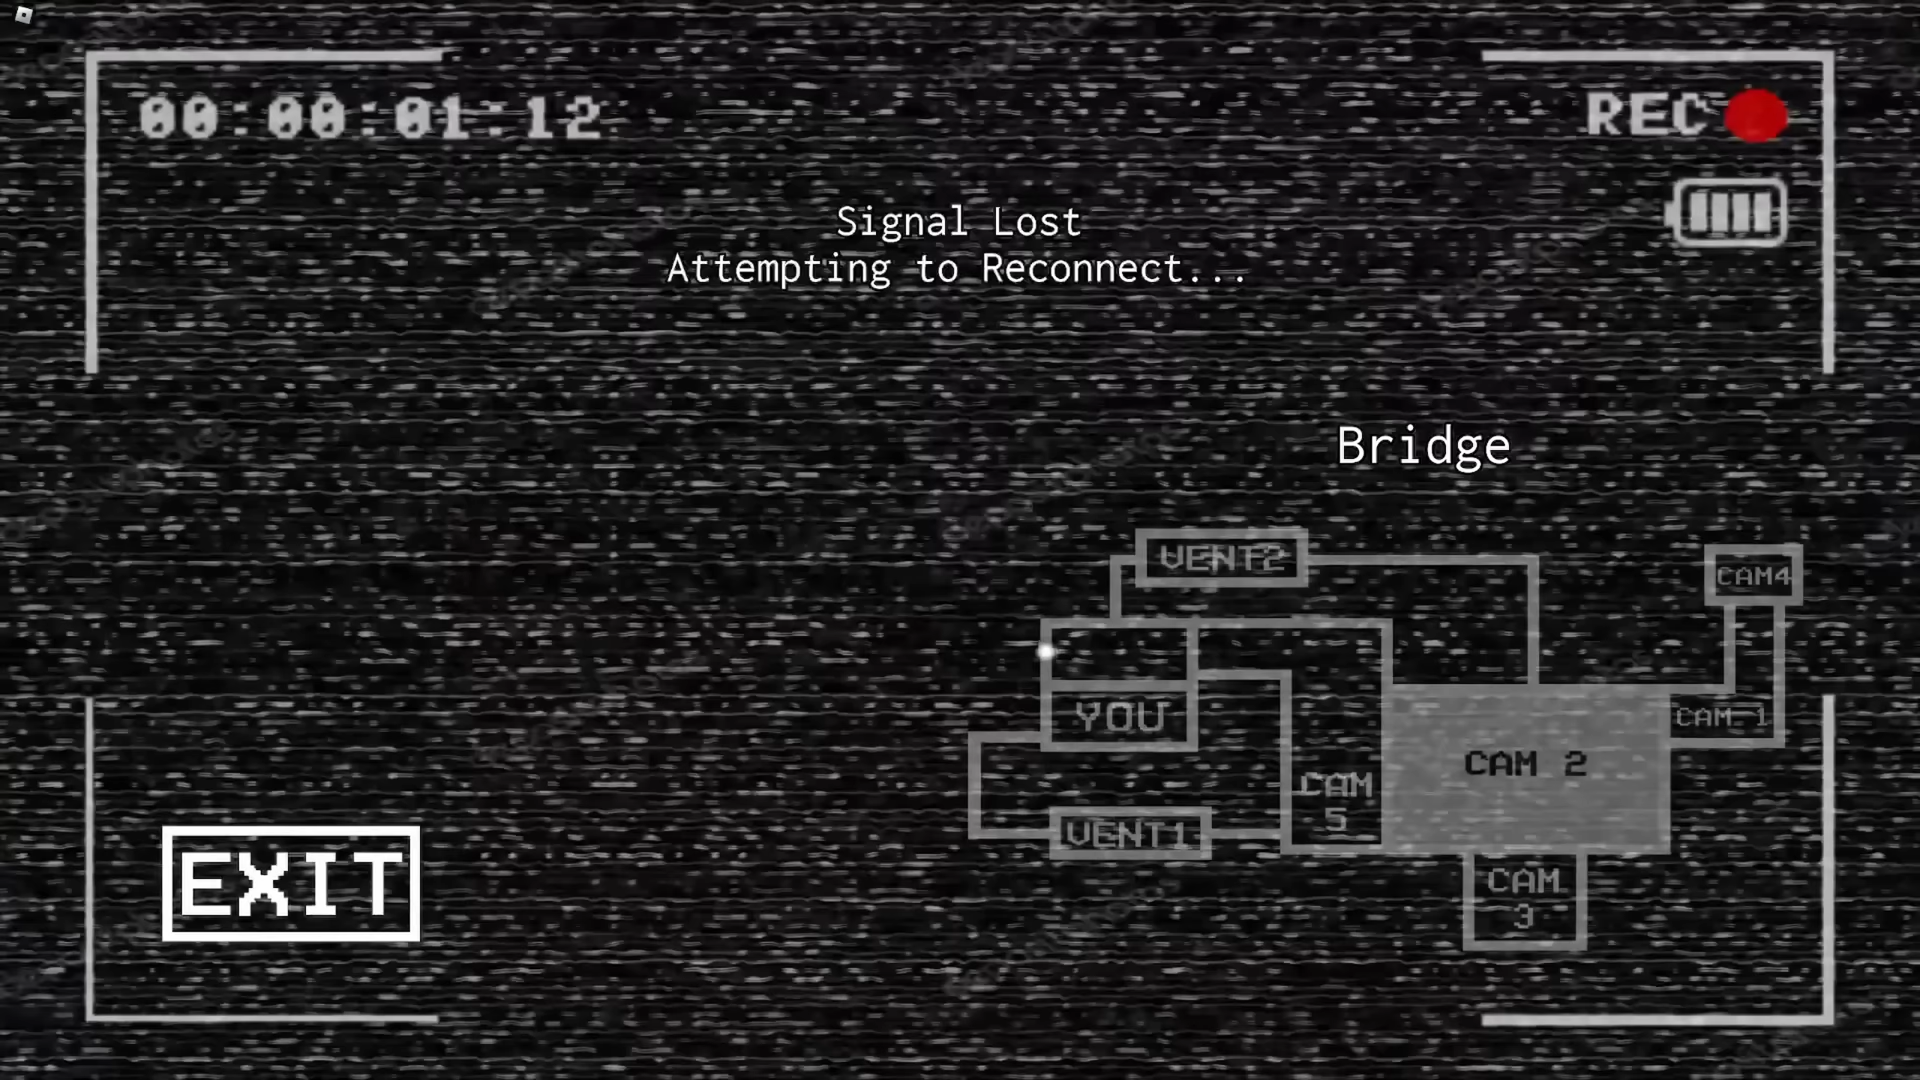 00:00:01:12
REC
Signal Lost
Attempting to Reconnect...
Bridge
VENT2
CAM4
YOU
CAM 1
CAM 2
CAM
5
VENT1
CAM
3
EXIT